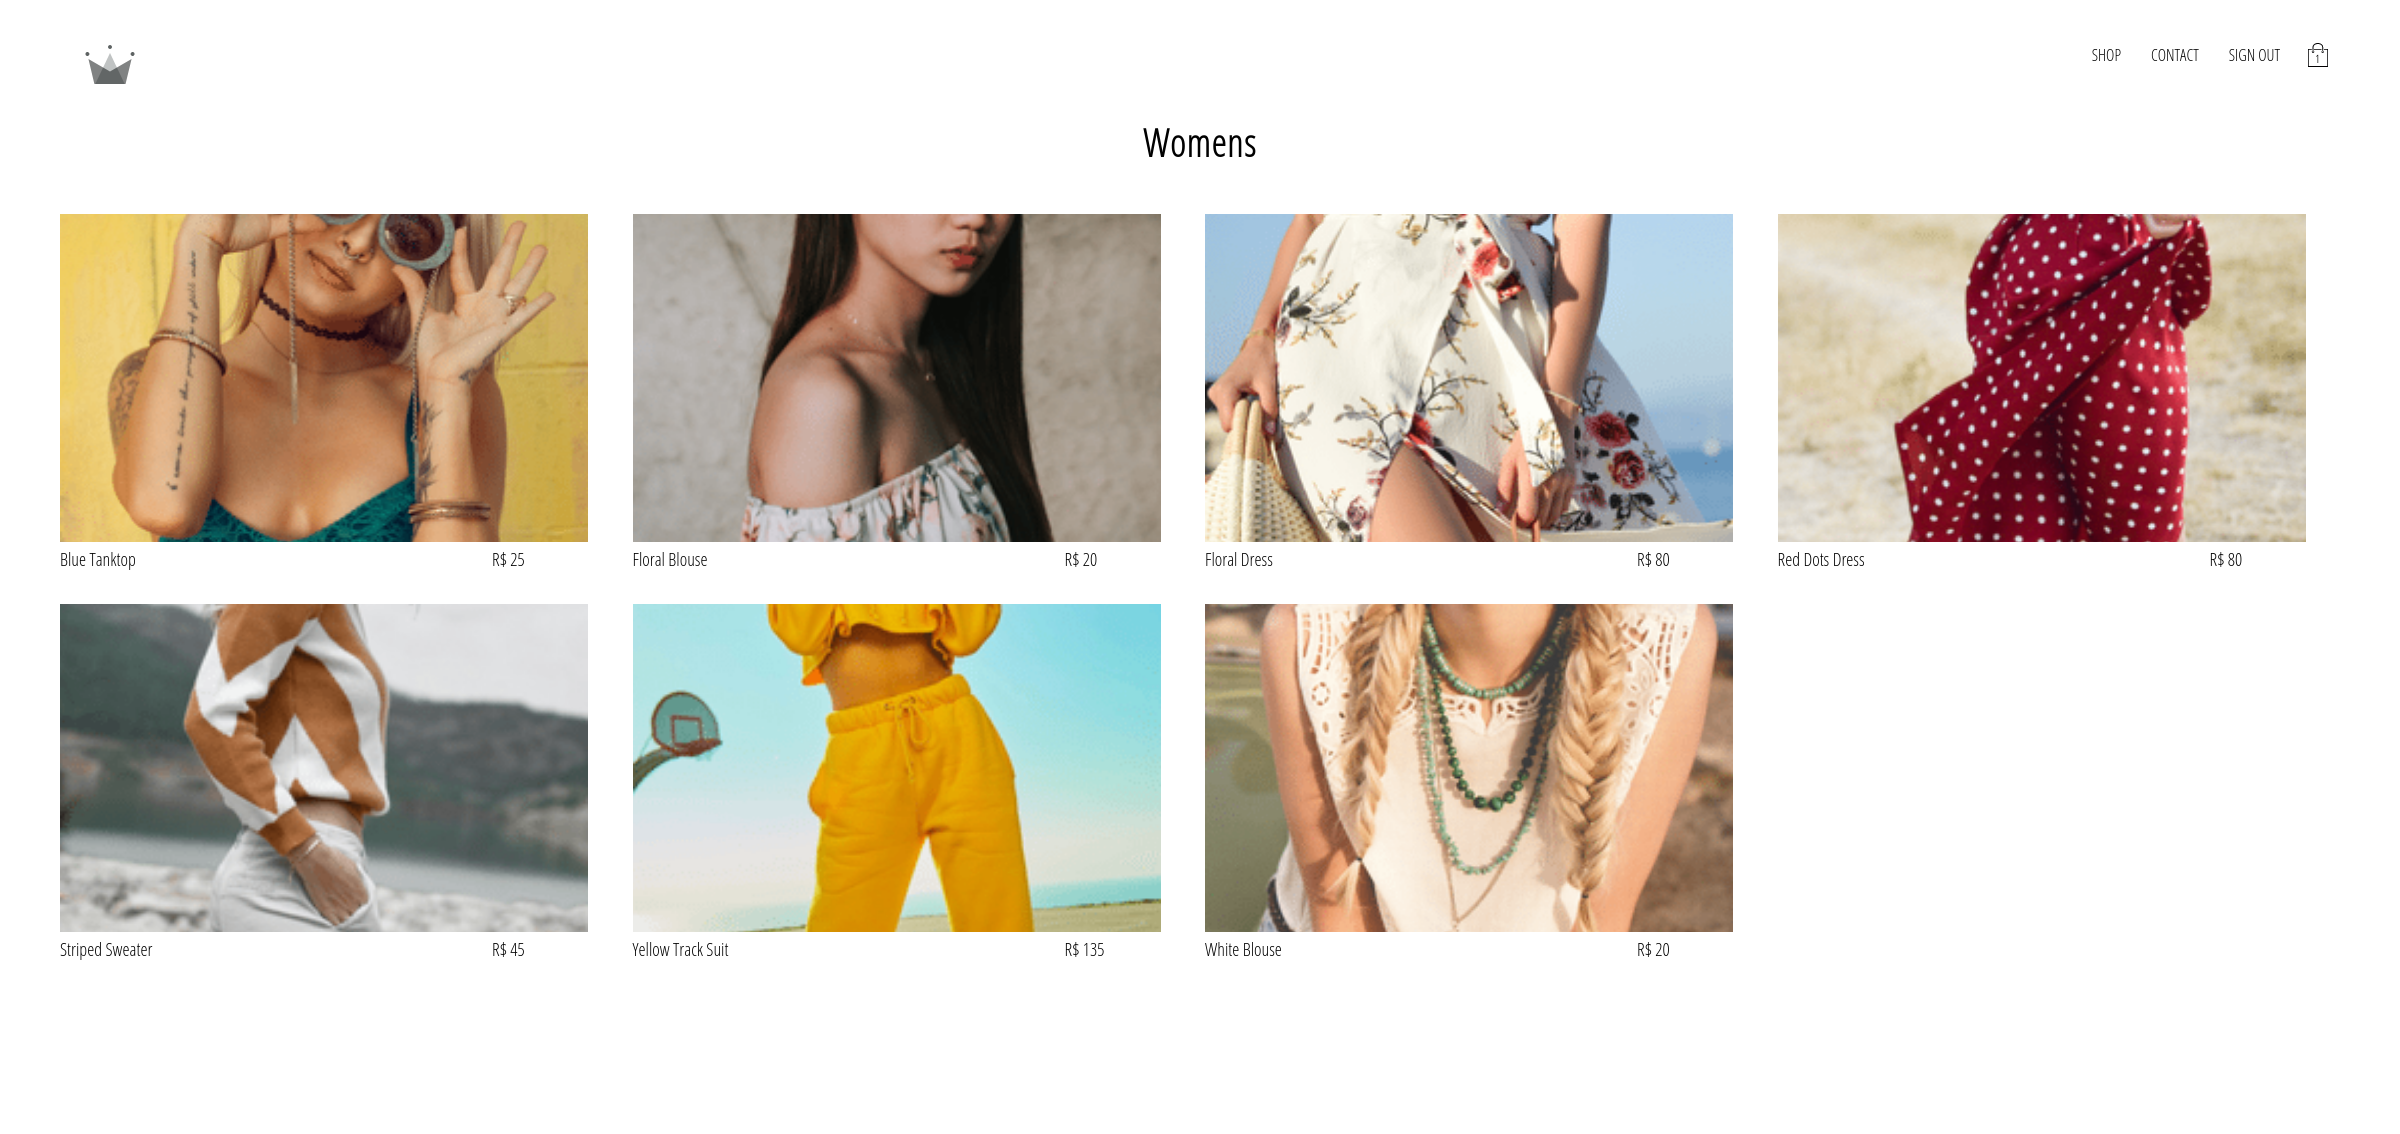 SHOP CONTACT SIGN OUT 1
Womens
Blue Tanktop R$ 25
Floral Blouse R$ 20
Floral Dress R$ 80
Red Dots Dress R$ 80
Striped Sweater R$ 45
Yellow Track Suit R$ 135
White Blouse R$ 20